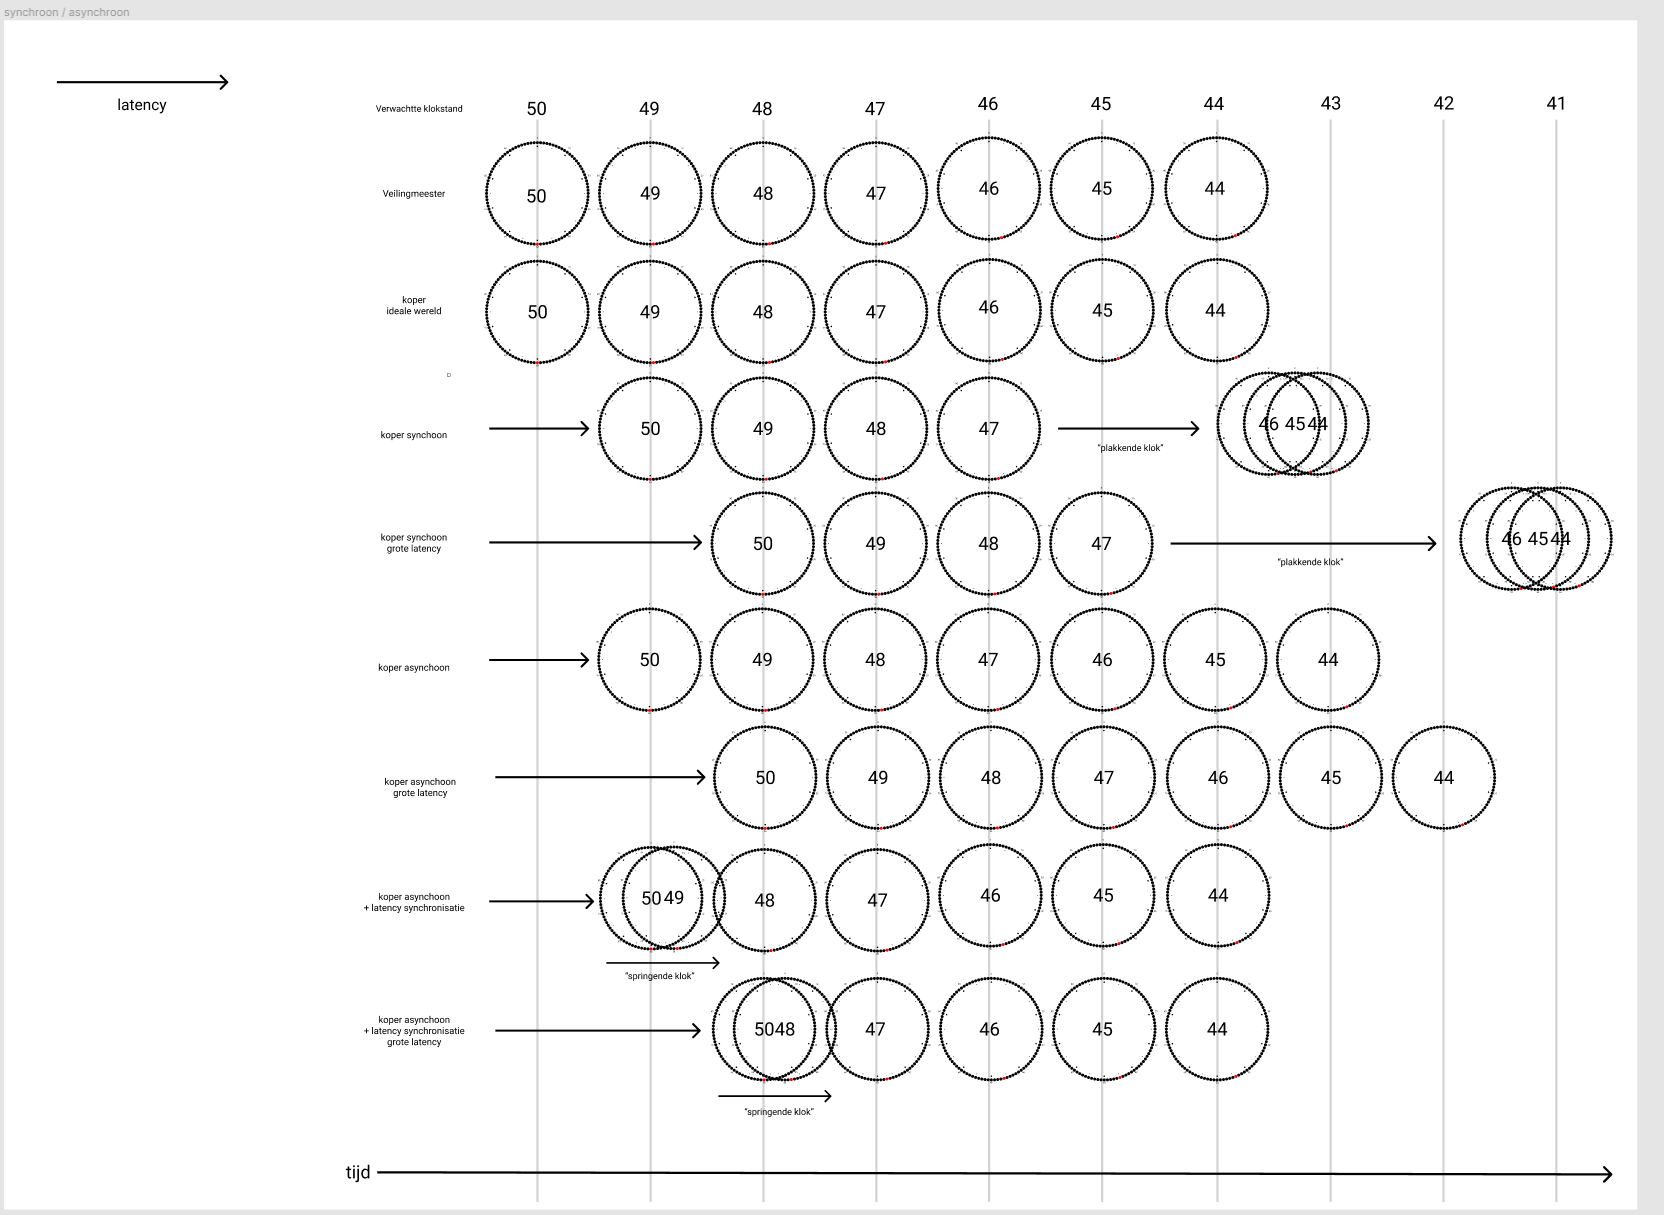 synchroon / asynchroon
latency
Verwachtte klokstand 50 49 48 47 46 45 44 43 42 41
Veilingmeester 50 49 48 47 46 45 44
koper
ideale wereld
50 49 48 47 46 45 44
koper synchoon 50 49 48 47 46 45 44
"plakkende klok"
koper synchoon
grote latency
50 49 48 47 46 45 44
"plakkende klok"
koper asynchoon 50 49 48 47 46 45 44
koper asynchoon
grote latency
50 49 48 47 46 45 44
koper asynchoon
+ latency synchronisatie
50 49 48 47 46 45 44
"springende klok"
koper asynchoon
+ latency synchronisatie
grote latency
50 48 47 46 45 44
"springende klok"
tijd